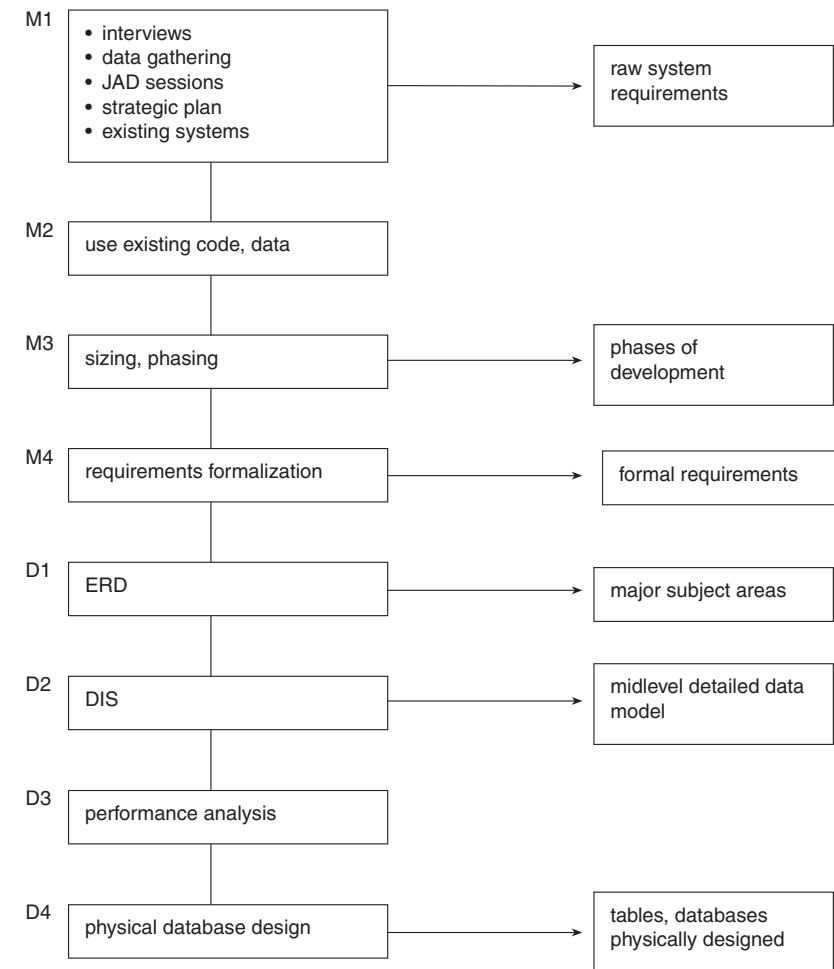 M1
• interviews
• data gathering
• JAD sessions
• strategic plan
• existing systems
raw system
requirements
M2
use existing code, data
M3
sizing, phasing
phases of
development
M4
requirements formalization
formal requirements
D1
ERD
major subject areas
D2
DIS
midlevel detailed data
model
D3
performance analysis
D4
physical database design
tables, databases
physically designed